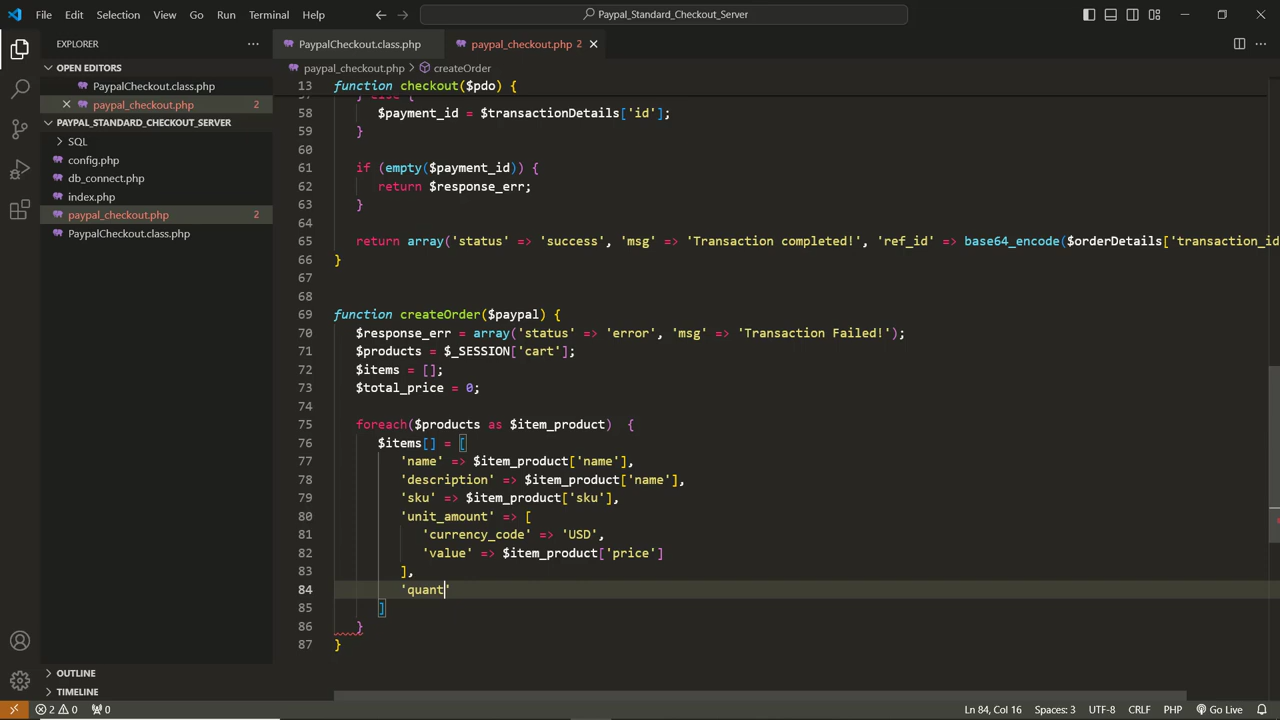 File Edit Selection View Go Run Terminal Help Paypal_Standard_Checkout_Server
EXPLORER
PaypalCheckout.class.php paypal_checkout.php 2
OPEN EDITORS
PaypalCheckout.class.php
paypal_checkout.php 2
PAYPAL_STANDARD_CHECKOUT_SERVER
SQL
config.php
db_connect.php
index.php
paypal_checkout.php 2
PaypalCheckout.class.php
OUTLINE
TIMELINE
paypal_checkout.php > createOrder
13 function checkout($pdo) {
57 } else {
58 $payment_id = $transactionDetails['id'];
59 }
60
61 if (empty($payment_id)) {
62 return $response_err;
63 }
64
65 return array('status' => 'success', 'msg' => 'Transaction completed!', 'ref_id' => base64_encode($orderDetails['transaction_id
66 }
67
68
69 function createOrder($paypal) {
70 $response_err = array('status' => 'error', 'msg' => 'Transaction Failed!');
71 $products = $_SESSION['cart'];
72 $items = [];
73 $total_price = 0;
74
75 foreach($products as $item_product) {
76 $items[] = [
77 'name' => $item_product['name'],
78 'description' => $item_product['name'],
79 'sku' => $item_product['sku'],
80 'unit_amount' => [
81 'currency_code' => 'USD',
82 'value' => $item_product['price']
83 ],
84 'quant'
85 ]
86 }
87 }
2 0 0 Ln 84, Col 16 Spaces: 3 UTF-8 CRLF PHP Go Live